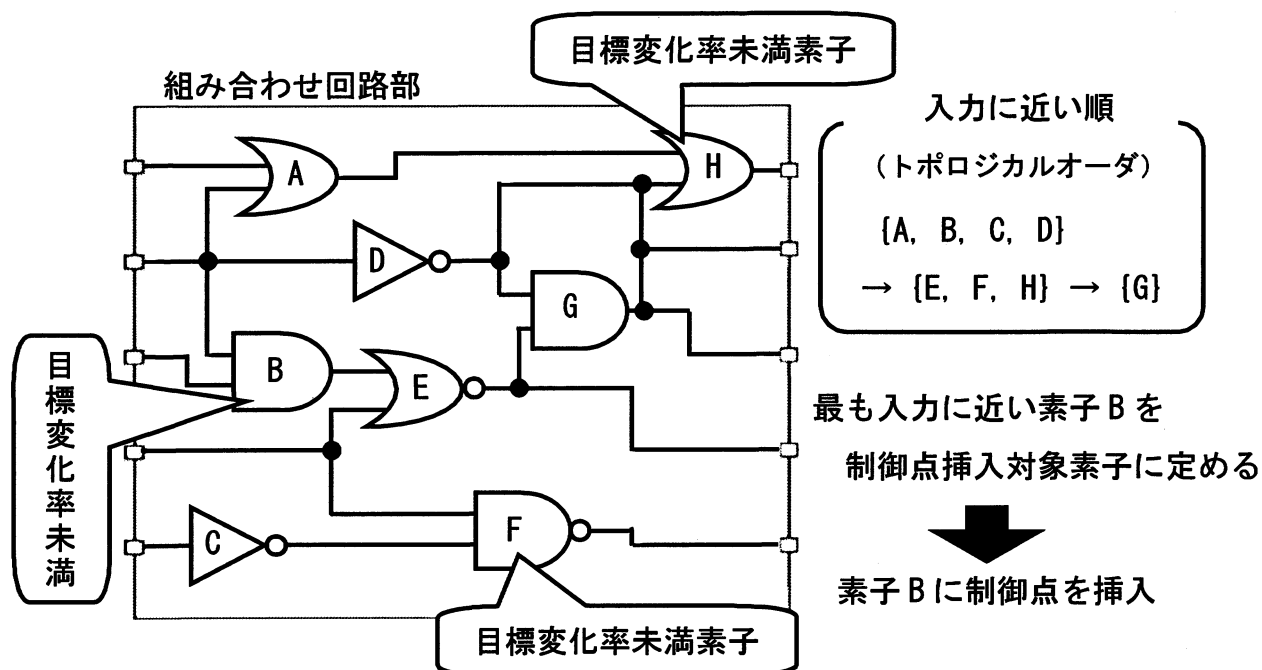 目標変化率未満素子
組み合わせ回路部
入力に近い順
(トポロジカルオーダ)
{A, B, C, D}
→ {E, F, H} → {G}
A
H
D
G
B
E
目標変化率未満
最も入力に近い素子Bを
制御点挿入対象素子に定める
C
F
素子Bに制御点を挿入
目標変化率未満素子